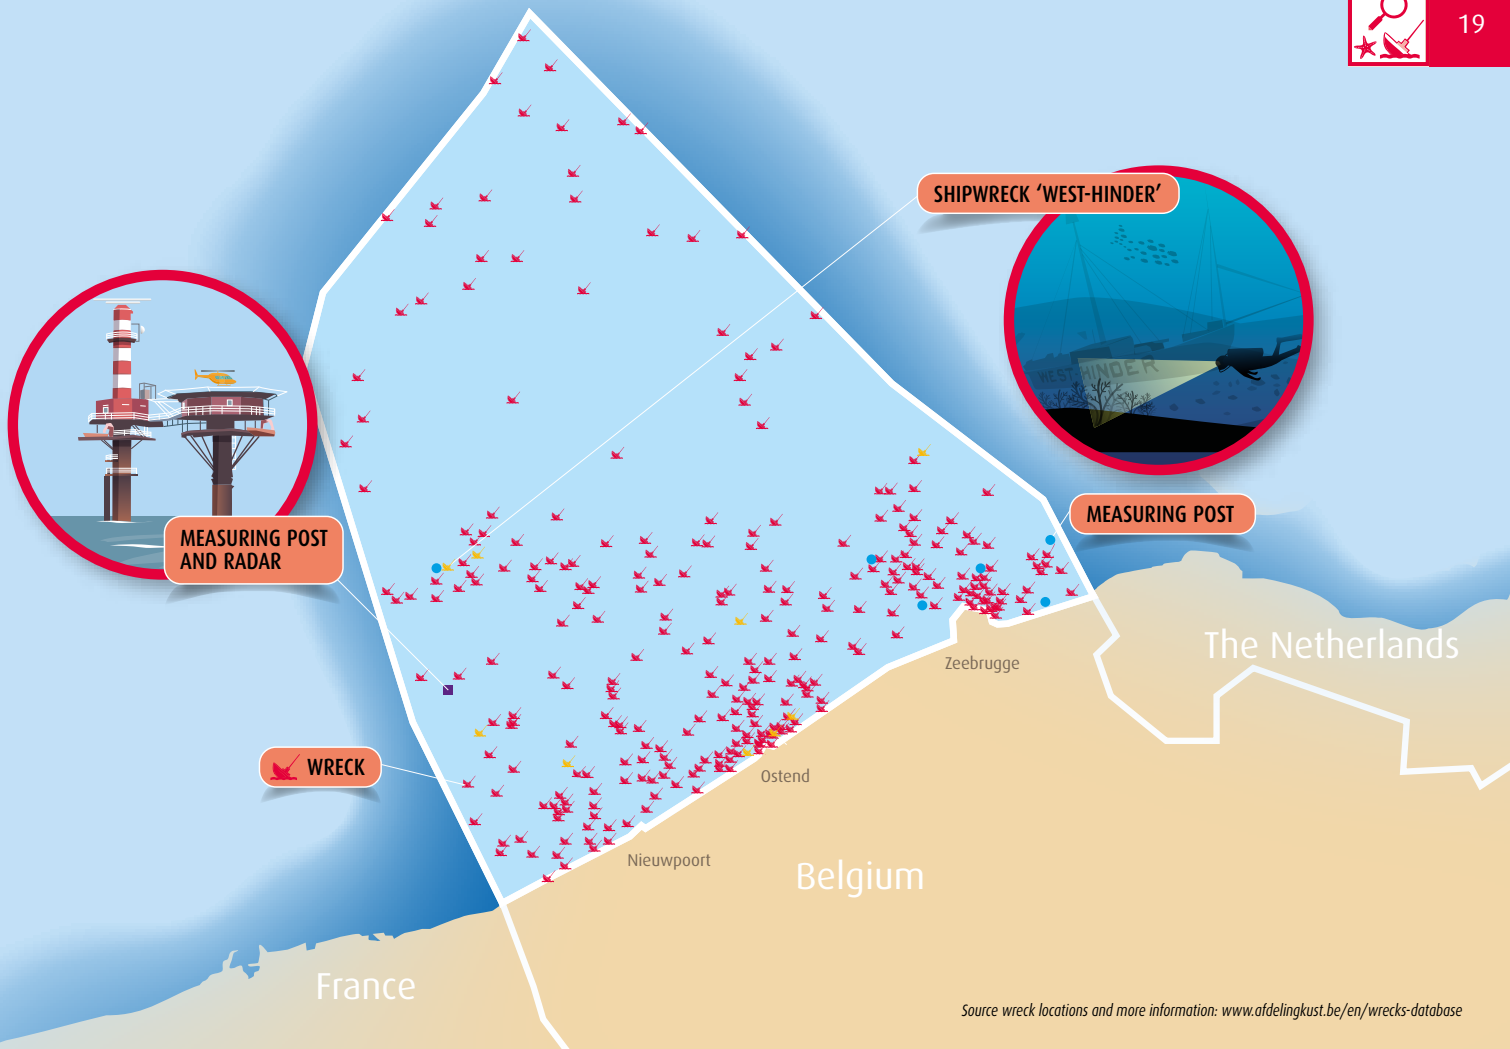 19
SHIPWRECK ‘WEST-HINDER’
WEST-HINDER
MEASURING POST
AND RADAR
MEASURING POST
The Netherlands
Zeebrugge
WRECK
Ostend
Nieuwpoort
Belgium
France
Source wreck locations and more information: www.afdelingkust.be/en/wrecks-database